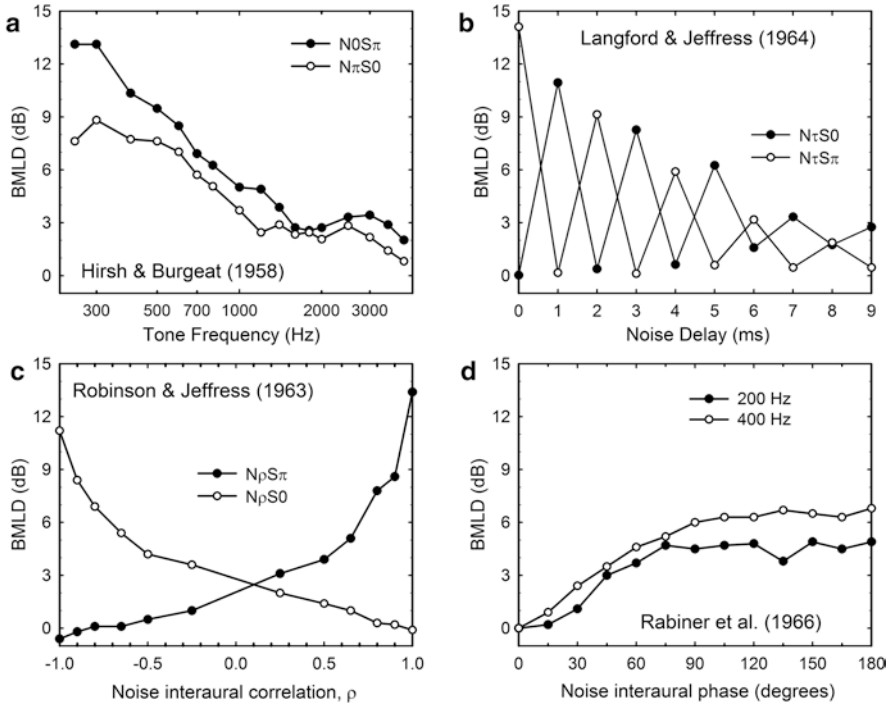 a
BMLD (dB)
15
12
9
6
3
0
N0Sπ
NπS0
Hirsh & Burgeat (1958)
300
500
700
1000
2000
3000
Tone Frequency (Hz)
b
BMLD (dB)
15
12
9
6
3
0
Langford & Jeffress (1964)
NτS0
NτSπ
0 1 2 3 4 5 6 7 8 9
Noise Delay (ms)
c
BMLD (dB)
15
12
9
6
3
0
Robinson & Jeffress (1963)
NρSπ
NρS0
-1.0 -0.5 0.0 0.5 1.0
Noise interaural correlation, ρ
d
BMLD (dB)
15
12
9
6
3
0
200 Hz
400 Hz
Rabiner et al. (1966)
0 30 60 90 120 150 180
Noise interaural phase (degrees)